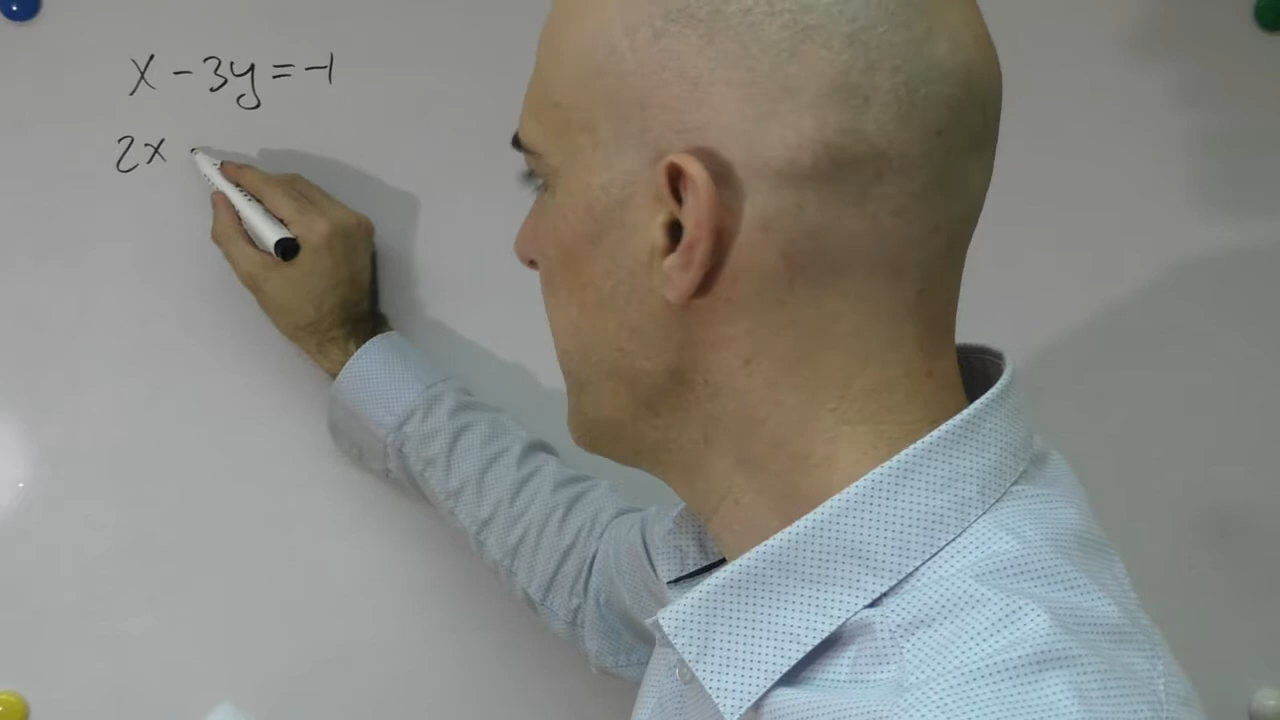 x - 3y = -1
2x